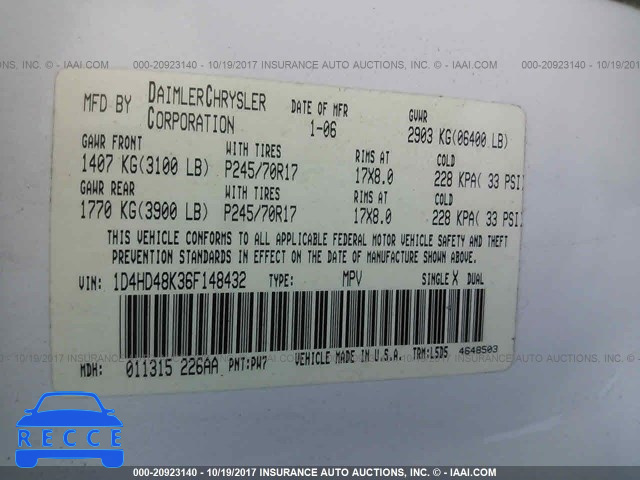 000-20923140 - 10/19/2017 INSURANCE AUTO AUCTIONS INC. © - IAAI.COM
MFD BY DAIMLERCHRYSLER CORPORATION
DATE OF MFR 1-06
GVWR 2903 KG(06400 LB)
GAWR FRONT WITH TIRES RIMS AT COLD
1407 KG(3100 LB) P245/70R17 17X8.0 228 KPA( 33 PSI)
GAWR REAR WITH TIRES RIMS AT COLD
1770 KG(3900 LB) P245/70R17 17X8.0 228 KPA( 33 PSI)
THIS VEHICLE CONFORMS TO ALL APPLICABLE FEDERAL MOTOR VEHICLE SAFETY AND THEFT
PREVENTION STANDARDS IN EFFECT ON THE DATE OF MANUFACTURE SHOWN ABOVE.
VIN: 1D4HD48K36F148432 TYPE: MPV SINGLE X DUAL
MDH: 011315 226AA PNT:PW7 VEHICLE MADE IN U.S.A. TRM:L5D5 4648503
RECCE
000-20923140 - 10/19/2017 INSURANCE AUTO AUCTIONS INC. © - IAAI.COM